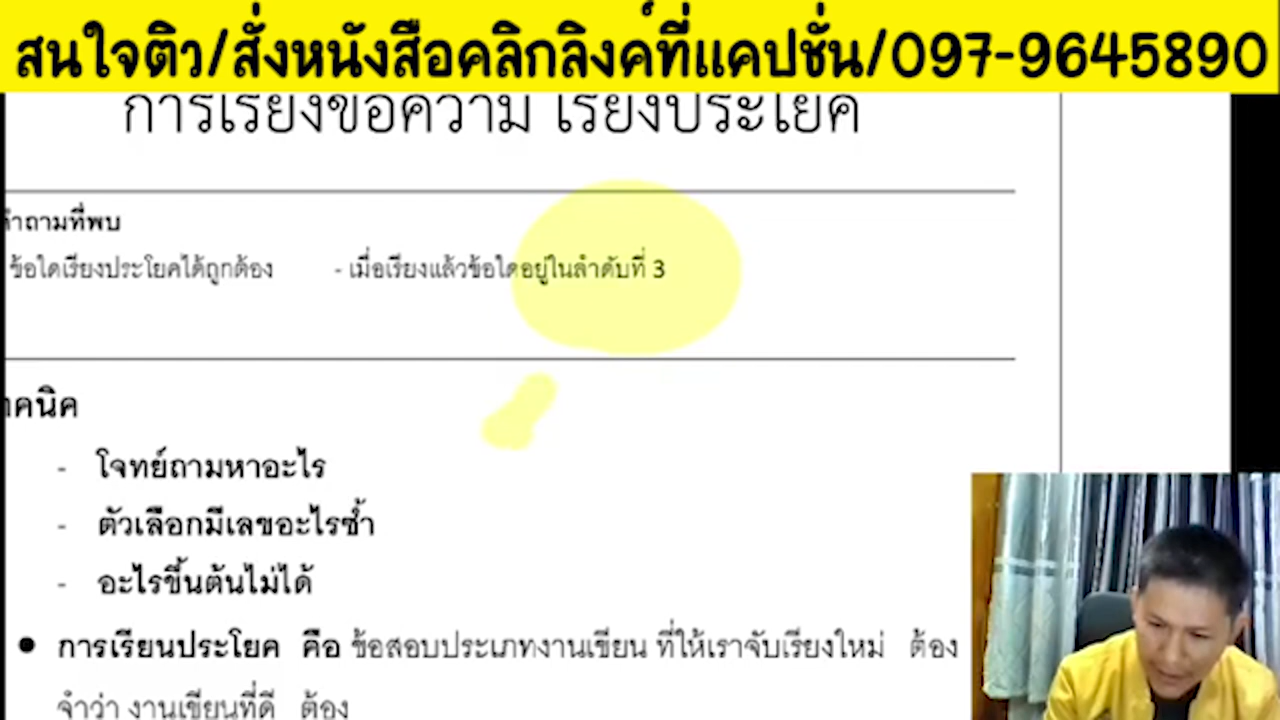 สนใจติว/สั่งหนังสือคลิกลิงค์ที่แคปชั่น/097-9645890
การเรียงข้อความ เรียงประโยค
คำถามที่พบ
ข้อใดเรียงประโยคได้ถูกต้อง - เมื่อเรียงแล้วข้อใดอยู่ในลำดับที่ 3
เทคนิค
- โจทย์ถามหาอะไร
- ตัวเลือกมีเลขอะไรซ้ำ
- อะไรขึ้นต้นไม่ได้
• การเรียนประโยค คือ ข้อสอบประเภทงานเขียน ที่ให้เราจับเรียงใหม่ ต้อง
จำว่า งานเขียนที่ดี ต้อง